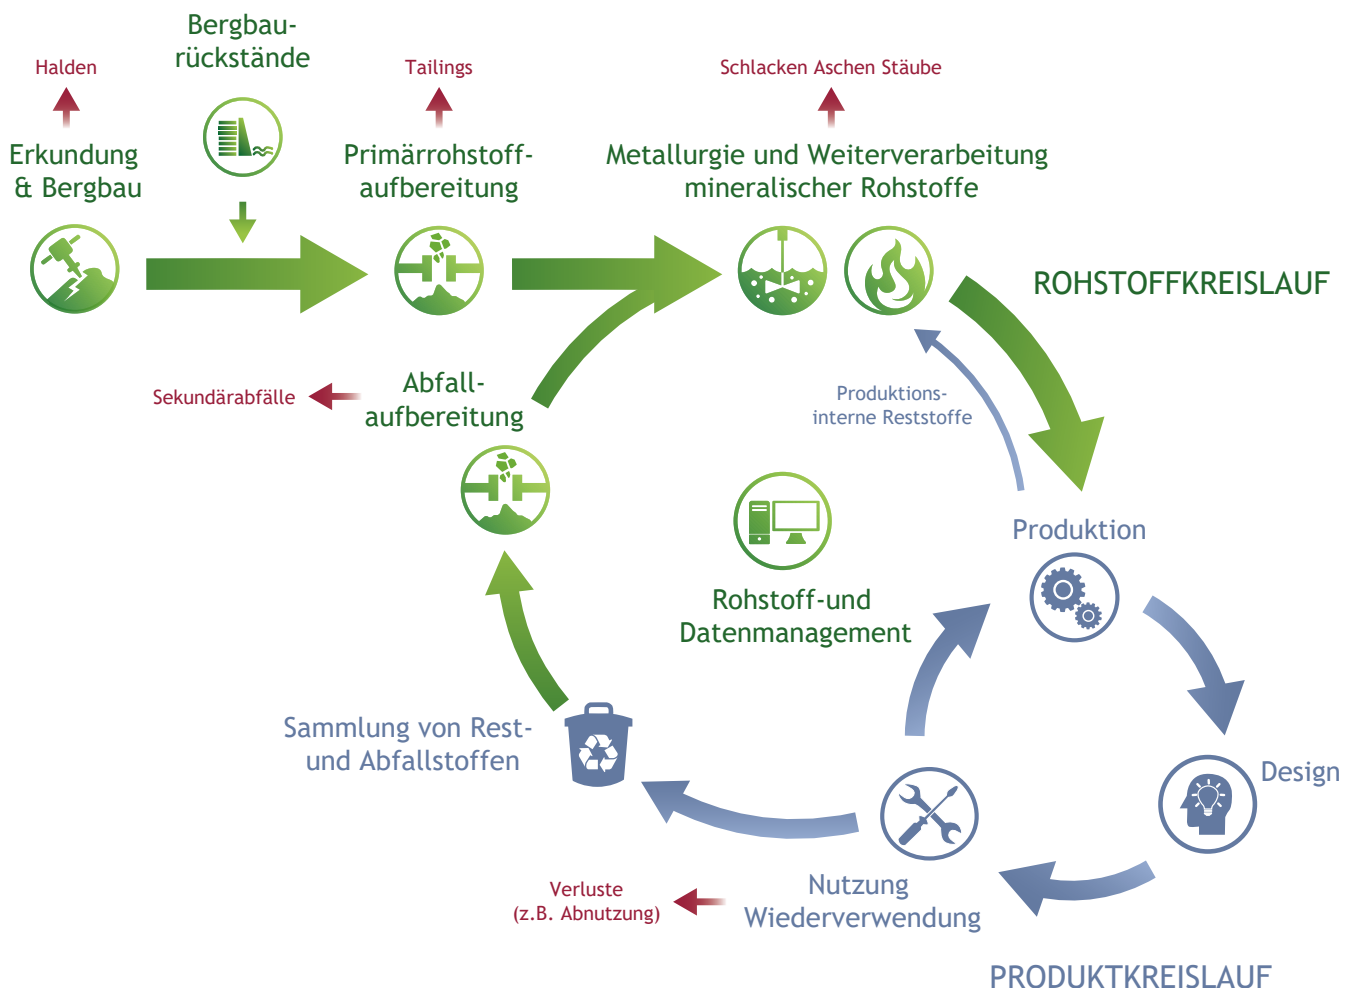 Bergbau-
rückstände
Halden
Tailings
Schlacken Aschen Stäube
Erkundung
& Bergbau
Primärrohstoff-
aufbereitung
Metallurgie und Weiterverarbeitung
mineralischer Rohstoffe
ROHSTOFFKREISLAUF
Sekundärabfälle
Abfall-
aufbereitung
Produktions-
interne Reststoffe
Produktion
Rohstoff-und
Datenmanagement
Sammlung von Rest-
und Abfallstoffen
Design
Verluste
(z.B. Abnutzung)
Nutzung
Wiederverwendung
PRODUKTKREISLAUF